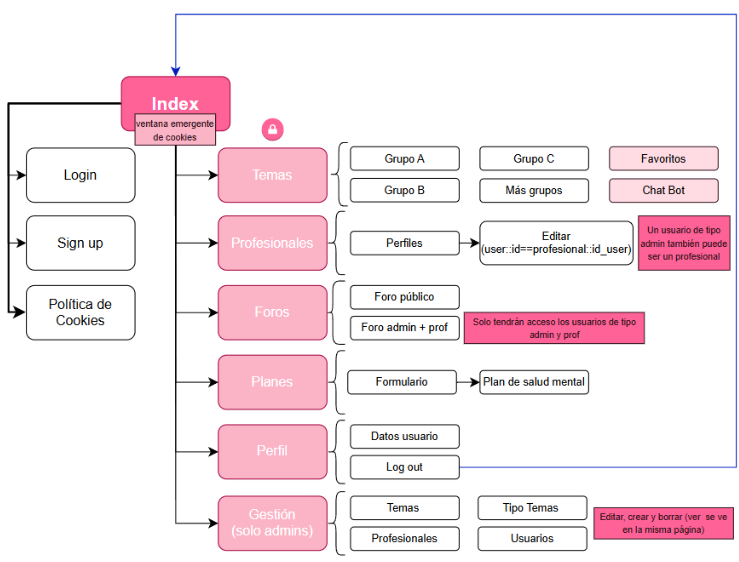 Index
ventana emergente
de cookies
Login
Sign up
Política de
Cookies
Temas
Grupo A
Grupo C
Favoritos
Grupo B
Más grupos
Chat Bot
Profesionales
Perfiles
Editar
(user::id==profesional::id_user)
Un usuario de tipo
admin también puede
ser un profesional
Foros
Foro público
Foro admin + prof
Solo tendrán acceso los usuarios de tipo
admin y prof
Planes
Formulario
Plan de salud mental
Perfil
Datos usuario
Log out
Gestión
(solo admins)
Temas
Tipo Temas
Profesionales
Usuarios
Editar, crear y borrar (ver se ve
en la misma página)